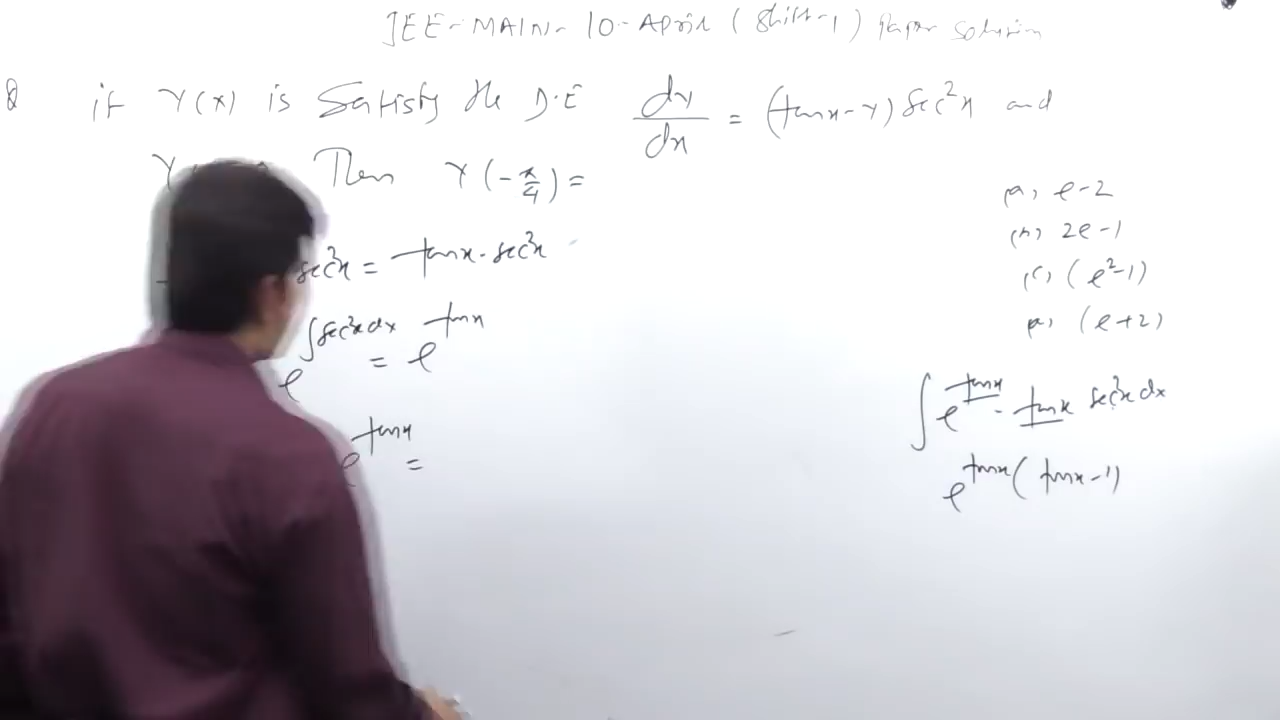 JEE-MAIN- 10-April (Shift-1) Paper Solution
Q if Y(x) is Satisfy the D.E dy/dx = (tanx-y) Sec²x and
Y Then Y(-π/4) =
(a) e-2
(b) 2e-1
(c) (e²-1)
(e+2)
sec²x = tanx. sec²x
e^∫sec²x dx = e^tanx
e^tanx =
∫ e^tanx . tanx sec²x dx
e^tanx ( tanx-1)